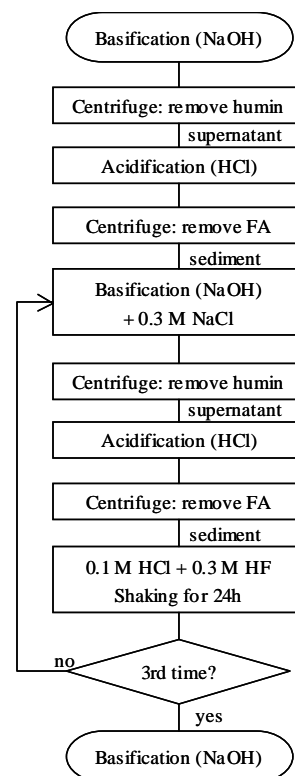 Basification (NaOH)
Centrifuge: remove humin
supernatant
Acidification (HCl)
Centrifuge: remove FA
sediment
Basification (NaOH)
+ 0.3 M NaCl
Centrifuge: remove humin
supernatant
Acidification (HCl)
Centrifuge: remove FA
sediment
0.1 M HCl + 0.3 M HF
Shaking for 24h
no
3rd time?
yes
Basification (NaOH)